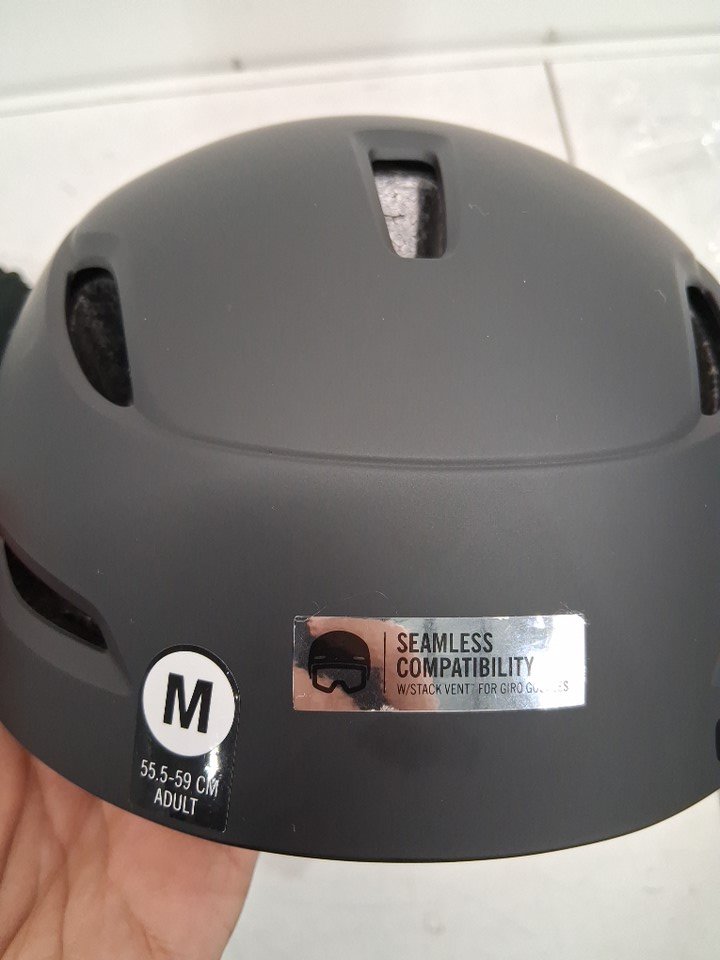 M
55.5-59 CM
ADULT
SEAMLESS
COMPATIBILITY
W/STACK VENT™ FOR GIRO